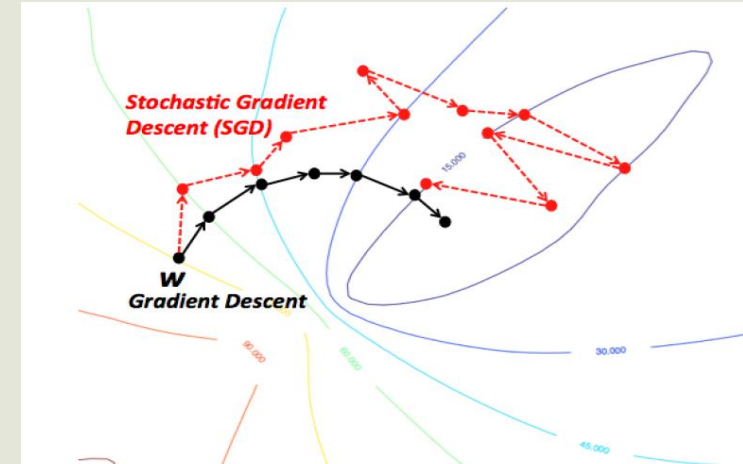 Stochastic Gradient
Descent (SGD)
15.000
W
Gradient Descent
90.000
60.000
30.000
45.000